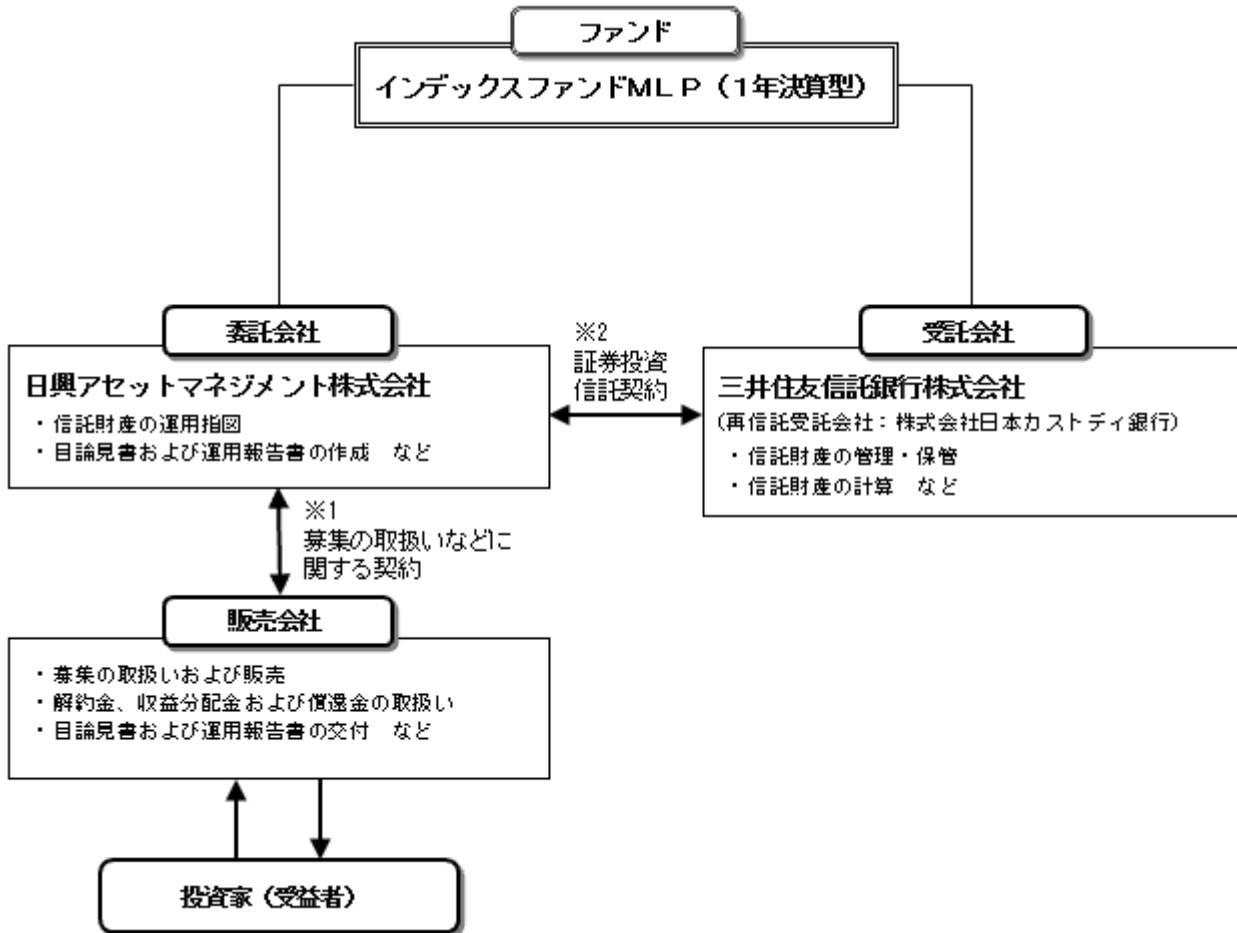 ファンド
インデックスファンドMLP(1年決算型)
委託会社
日興アセットマネジメント株式会社
・信託財産の運用指図
・目論見書および運用報告書の作成 など
※2
証券投資
信託契約
受託会社
三井住友信託銀行株式会社
(再信託受託会社:株式会社日本カストディ銀行)
・信託財産の管理・保管
・信託財産の計算 など
※1
募集の取扱いなどに
関する契約
販売会社
・募集の取扱いおよび販売
・解約金、収益分配金および償還金の取扱い
・目論見書および運用報告書の交付 など
投資家(受益者)